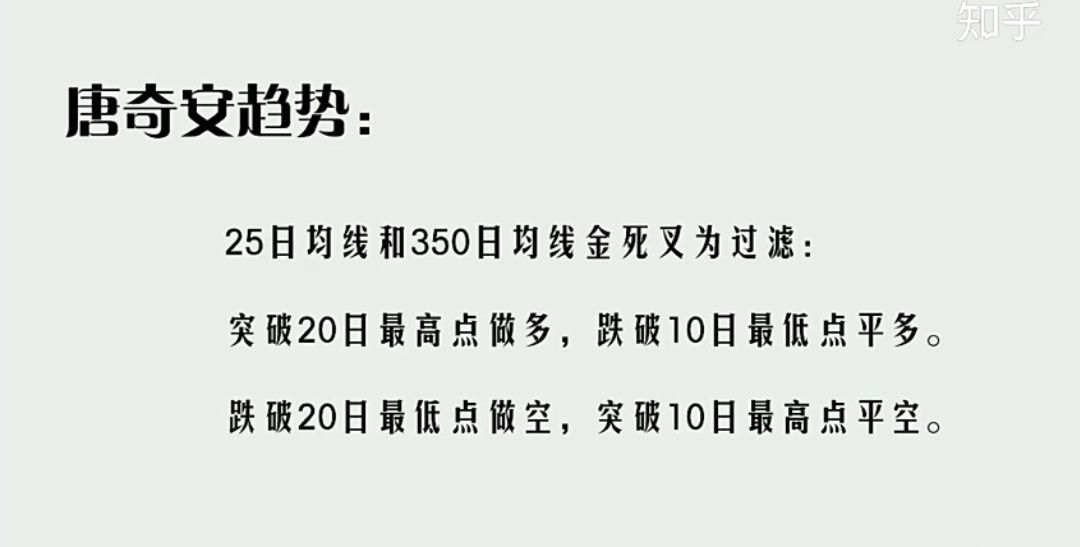 知乎
唐奇安趋势：
25日均线和350日均线金死叉为过滤：
突破20日最高点做多，跌破10日最低点平多。
跌破20日最低点做空，突破10日最高点平空。